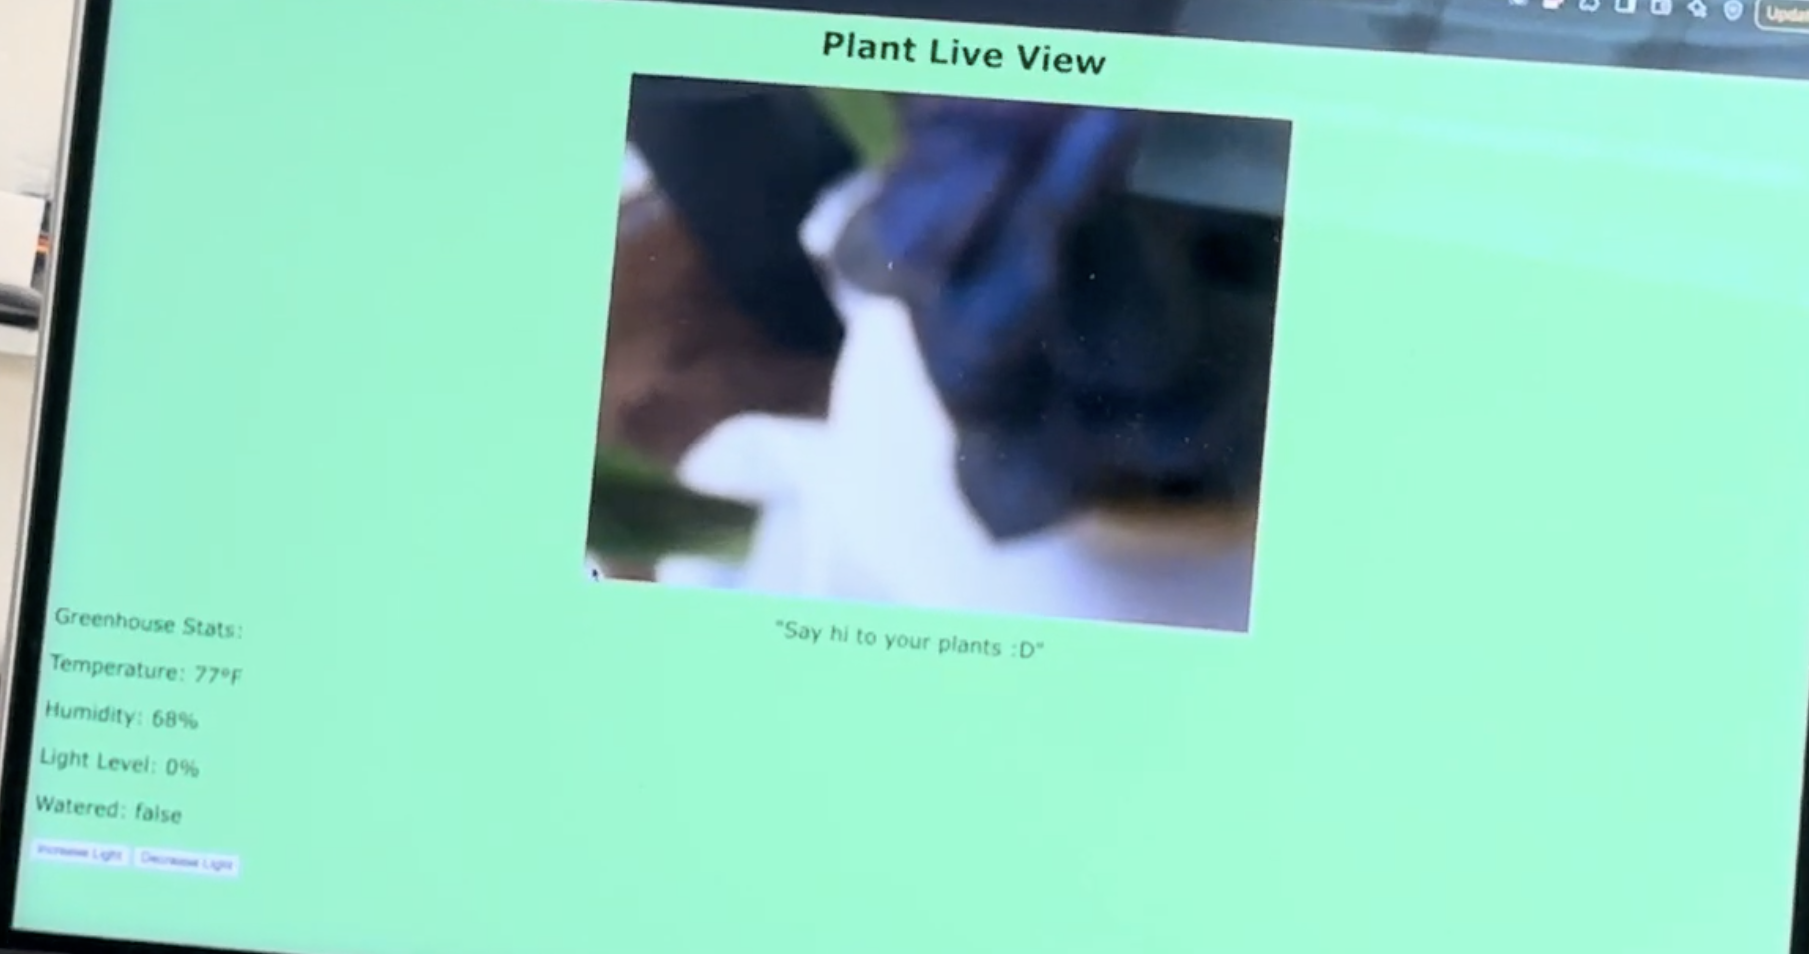 Plant Live View
"Say hi to your plants :D"
Greenhouse Stats:
Temperature: 77°F
Humidity: 68%
Light Level: 0%
Watered: false
Increase Light Decrease Light